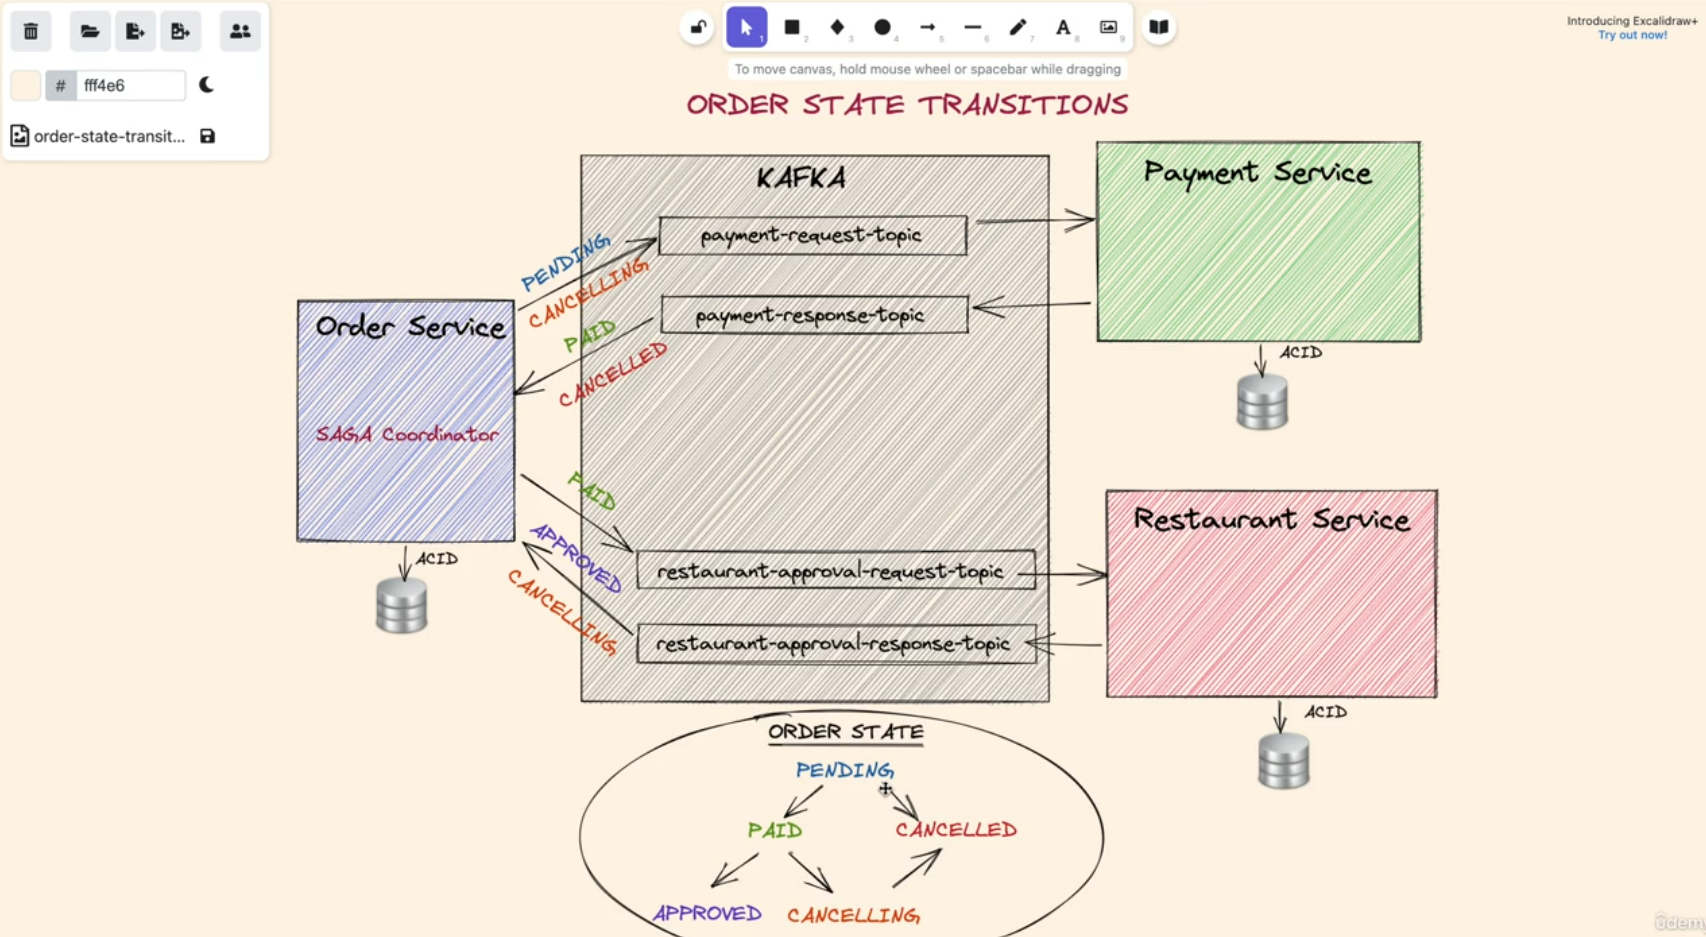 Introducing Excalidraw+
Try out now!
1
2
3
4
5
6
7
A
8
9
To move canvas, hold mouse wheel or spacebar while dragging
# fff4e6
order-state-transit...
ORDER STATE TRANSITIONS
KAFKA
Payment Service
payment-request-topic
PENDING
CANCELLING
payment-response-topic
PAID
CANCELLED
Order Service
SAGA Coordinator
ACID
ACID
PAID
APPROVED
CANCELLING
restaurant-approval-request-topic
restaurant-approval-response-topic
Restaurant Service
ACID
ORDER STATE
PENDING
PAID
CANCELLED
APPROVED
CANCELLING
ûdemy